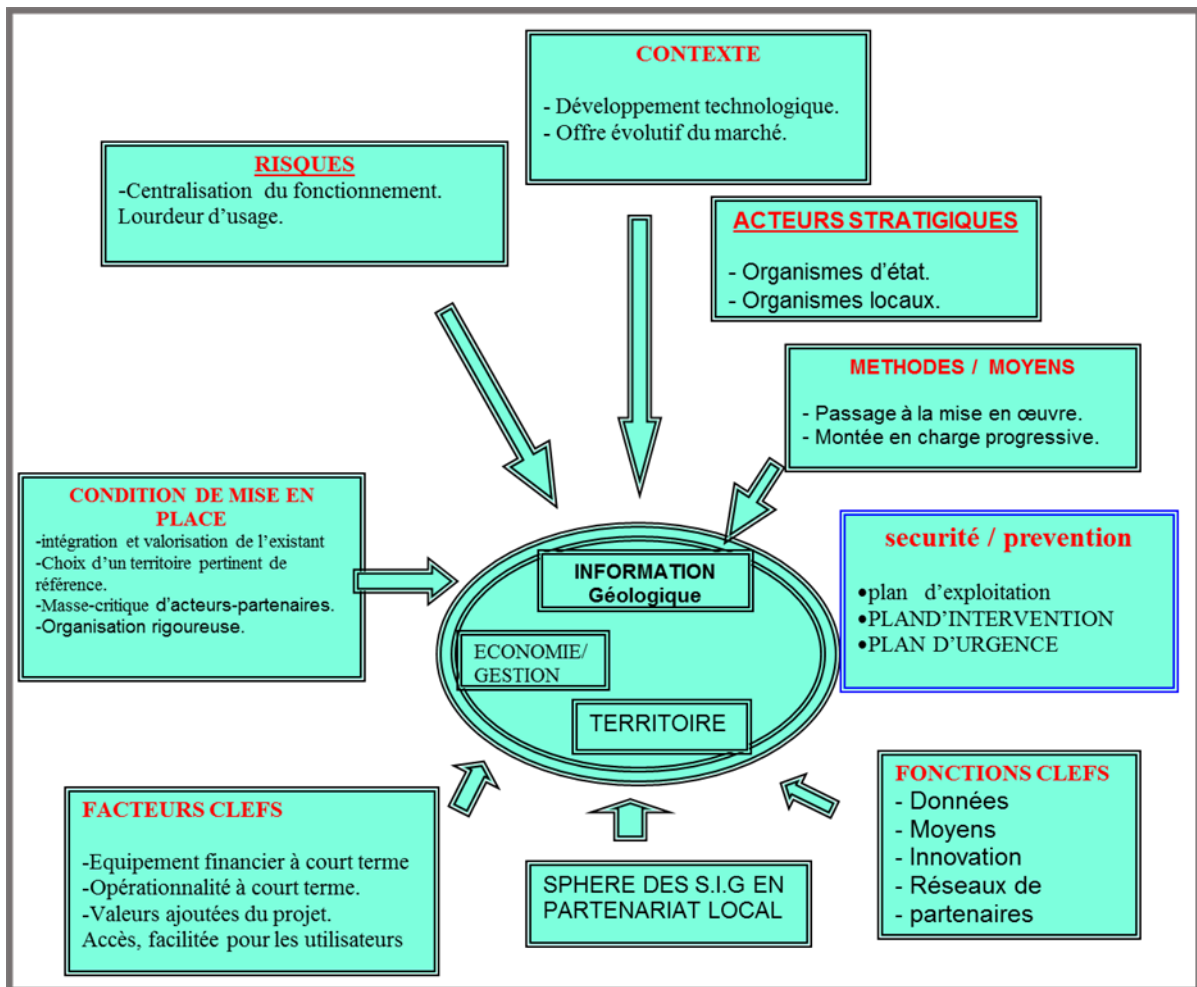 CONTEXTE
- Développement technologique.
- Offre évolutif du marché.
RISQUES
-Centralisation du fonctionnement.
Lourdeur d’usage.
ACTEURS STRATIGIQUES
- Organismes d’état.
- Organismes locaux.
METHODES / MOYENS
- Passage à la mise en œuvre.
- Montée en charge progressive.
CONDITION DE MISE EN
PLACE
-intégration et valorisation de l’existant
-Choix d’un territoire pertinent de
référence.
-Masse-critique d’acteurs-partenaires.
-Organisation rigoureuse.
securité / prevention
•plan d’exploitation
•PLAND’INTERVENTION
•PLAN D’URGENCE
INFORMATION
Géologique
ECONOMIE/
GESTION
TERRITOIRE
FACTEURS CLEFS
-Equipement financier à court terme
-Opérationnalité à court terme.
-Valeurs ajoutées du projet.
Accès, facilitée pour les utilisateurs
SPHERE DES S.I.G EN
PARTENARIAT LOCAL
FONCTIONS CLEFS
- Données
- Moyens
- Innovation
- Réseaux de
- partenaires